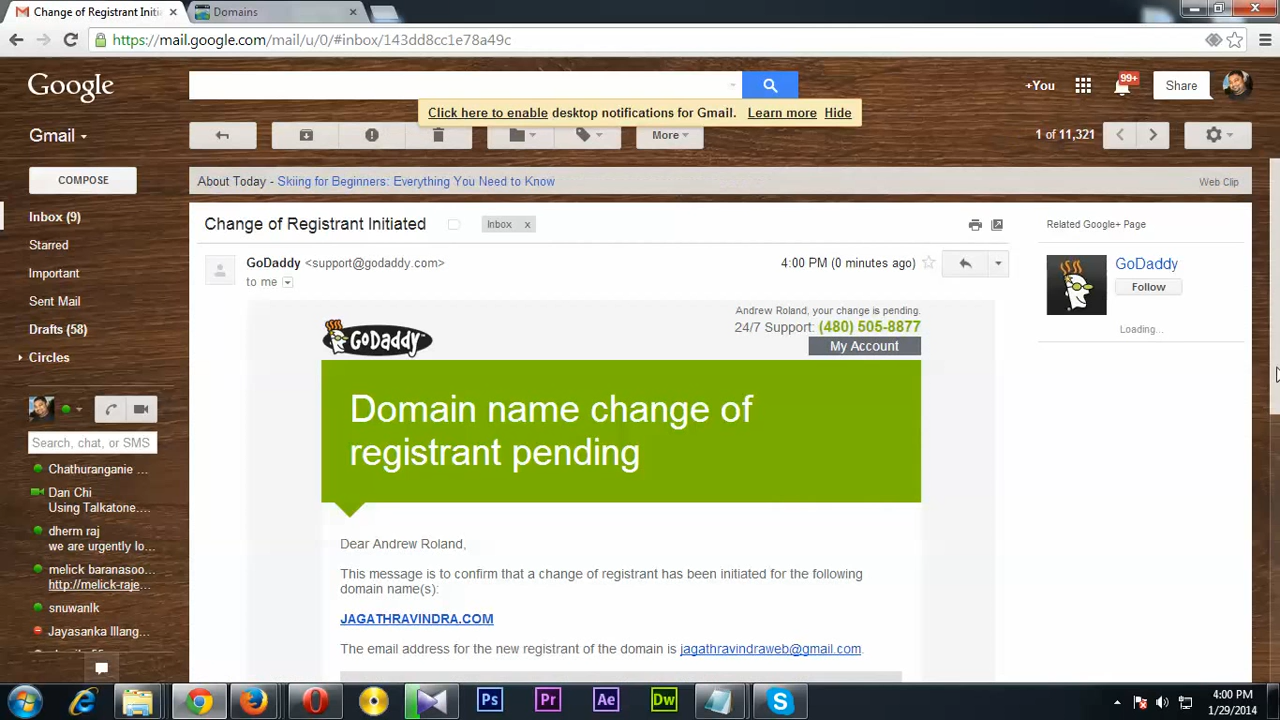 Change of Registrant Initi
Domains
https://mail.google.com/mail/u/0/#inbox/143dd8cc1e78a49c
Google
+You
99+
Share
Click here to enable desktop notifications for Gmail. Learn more Hide
Gmail
More
1 of 11,321
COMPOSE
About Today - Skiing for Beginners: Everything You Need to Know
Web Clip
Inbox (9)
Starred
Important
Sent Mail
Drafts (58)
Circles
Search, chat, or SMS
Chathuranganie ...
Dan Chi
Using Talkatone....
dherm raj
we are urgently lo...
melick baranasoo...
http://melick-raje...
snuwanlk
Jayasanka Illang...
Change of Registrant Initiated
Inbox x
GoDaddy <support@godaddy.com>
4:00 PM (0 minutes ago)
to me
Related Google+ Page
GoDaddy
Follow
Loading...
Andrew Roland, your change is pending.
24/7 Support: (480) 505-8877
My Account
GoDaddy
Domain name change of
registrant pending
Dear Andrew Roland,
This message is to confirm that a change of registrant has been initiated for the following
domain name(s):
JAGATHRAVINDRA.COM
The email address for the new registrant of the domain is jagathravindraweb@gmail.com.
Ps
Pr
Ae
Dw
4:00 PM
1/29/2014